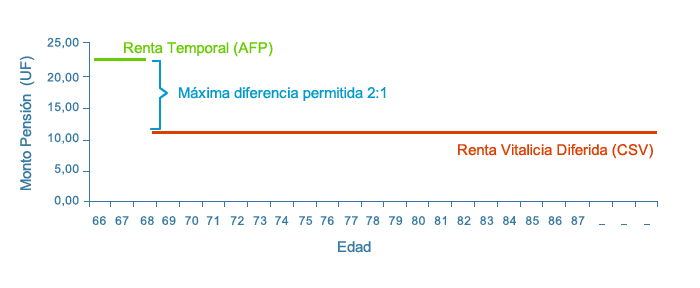 25,00
Renta Temporal (AFP)
20,00
Máxima diferencia permitida 2:1
15,00
10,00
Renta Vitalicia Diferida (CSV)
5,00
0,00
Monto Pensión (UF)
66 67 68 69 70 71 72 73 74 75 76 77 78 79 80 81 82 83 84 85 86 87 _ _ _
Edad